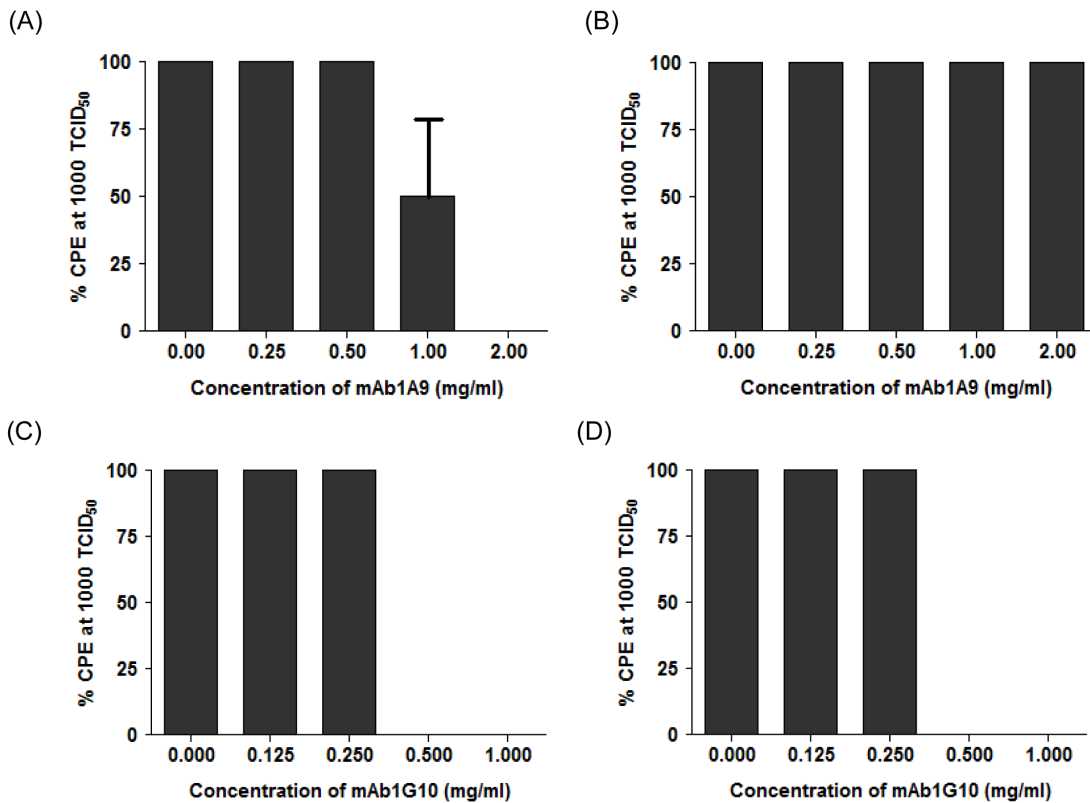 (A)
% CPE at 1000 TCID50
100
75
50
25
0
0.00 0.25 0.50 1.00 2.00
Concentration of mAb1A9 (mg/ml)
(B)
% CPE at 1000 TCID50
100
75
50
25
0
0.00 0.25 0.50 1.00 2.00
Concentration of mAb1A9 (mg/ml)
(C)
% CPE at 1000 TCID50
100
75
50
25
0
0.000 0.125 0.250 0.500 1.000
Concentration of mAb1G10 (mg/ml)
(D)
% CPE at 1000 TCID50
100
75
50
25
0
0.000 0.125 0.250 0.500 1.000
Concentration of mAb1G10 (mg/ml)